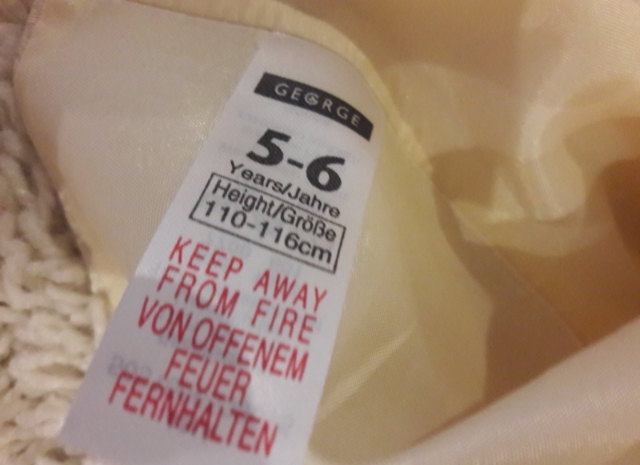 GEORGE
5-6
Years/Jahre
Height/Größe
110-116cm
KEEP AWAY
FROM FIRE
VON OFFENEM
FEUER
FERNHALTEN